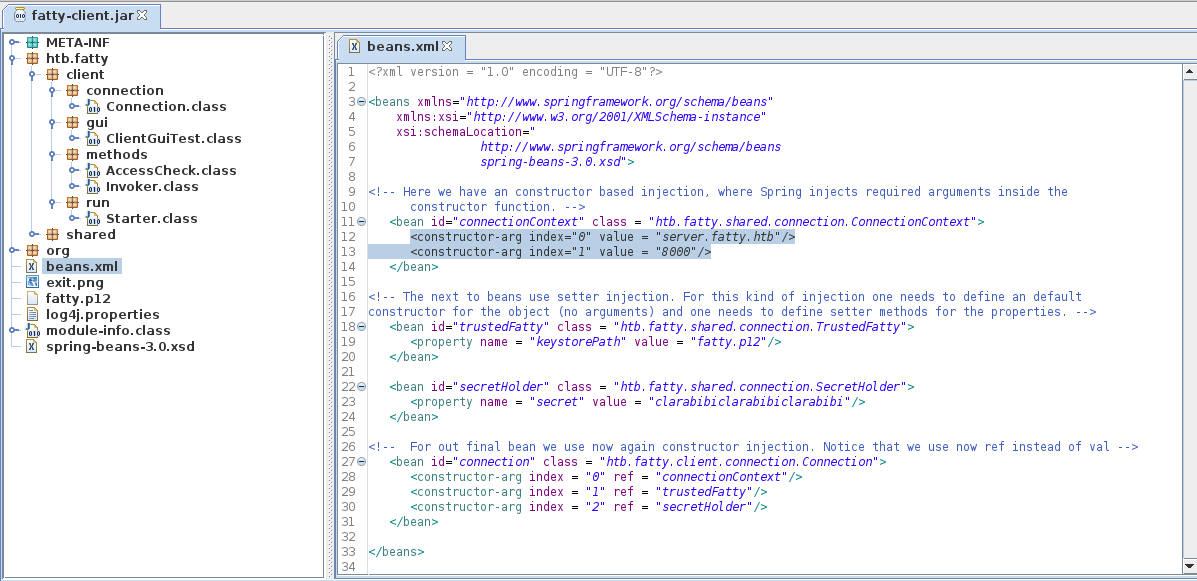 fatty-client.jar
META-INF
htb.fatty
client
connection
Connection.class
gui
ClientGuiTest.class
methods
AccessCheck.class
Invoker.class
run
Starter.class
shared
org
beans.xml
exit.png
fatty.p12
log4j.properties
module-info.class
spring-beans-3.0.xsd
beans.xml
1 <?xml version = "1.0" encoding = "UTF-8"?>
2
3 <beans xmlns="http://www.springframework.org/schema/beans"
4 xmlns:xsi="http://www.w3.org/2001/XMLSchema-instance"
5 xsi:schemaLocation="
6 http://www.springframework.org/schema/beans
7 spring-beans-3.0.xsd">
8
9 <!-- Here we have an constructor based injection, where Spring injects required arguments inside the
10 constructor function. -->
11 <bean id="connectionContext" class = "htb.fatty.shared.connection.ConnectionContext">
12 <constructor-arg index="0" value = "server.fatty.htb"/>
13 <constructor-arg index="1" value = "8000"/>
14 </bean>
15
16 <!-- The next to beans use setter injection. For this kind of injection one needs to define an default
17 constructor for the object (no arguments) and one needs to define setter methods for the properties. -->
18 <bean id="trustedFatty" class = "htb.fatty.shared.connection.TrustedFatty">
19 <property name = "keystorePath" value = "fatty.p12"/>
20 </bean>
21
22 <bean id="secretHolder" class = "htb.fatty.shared.connection.SecretHolder">
23 <property name = "secret" value = "clarabibiclarabibiclarabibi"/>
24 </bean>
25
26 <!--  For out final bean we use now again constructor injection. Notice that we use now ref instead of val -->
27 <bean id="connection" class = "htb.fatty.client.connection.Connection">
28 <constructor-arg index = "0" ref = "connectionContext"/>
29 <constructor-arg index = "1" ref = "trustedFatty"/>
30 <constructor-arg index = "2" ref = "secretHolder"/>
31 </bean>
32
33 </beans>
34